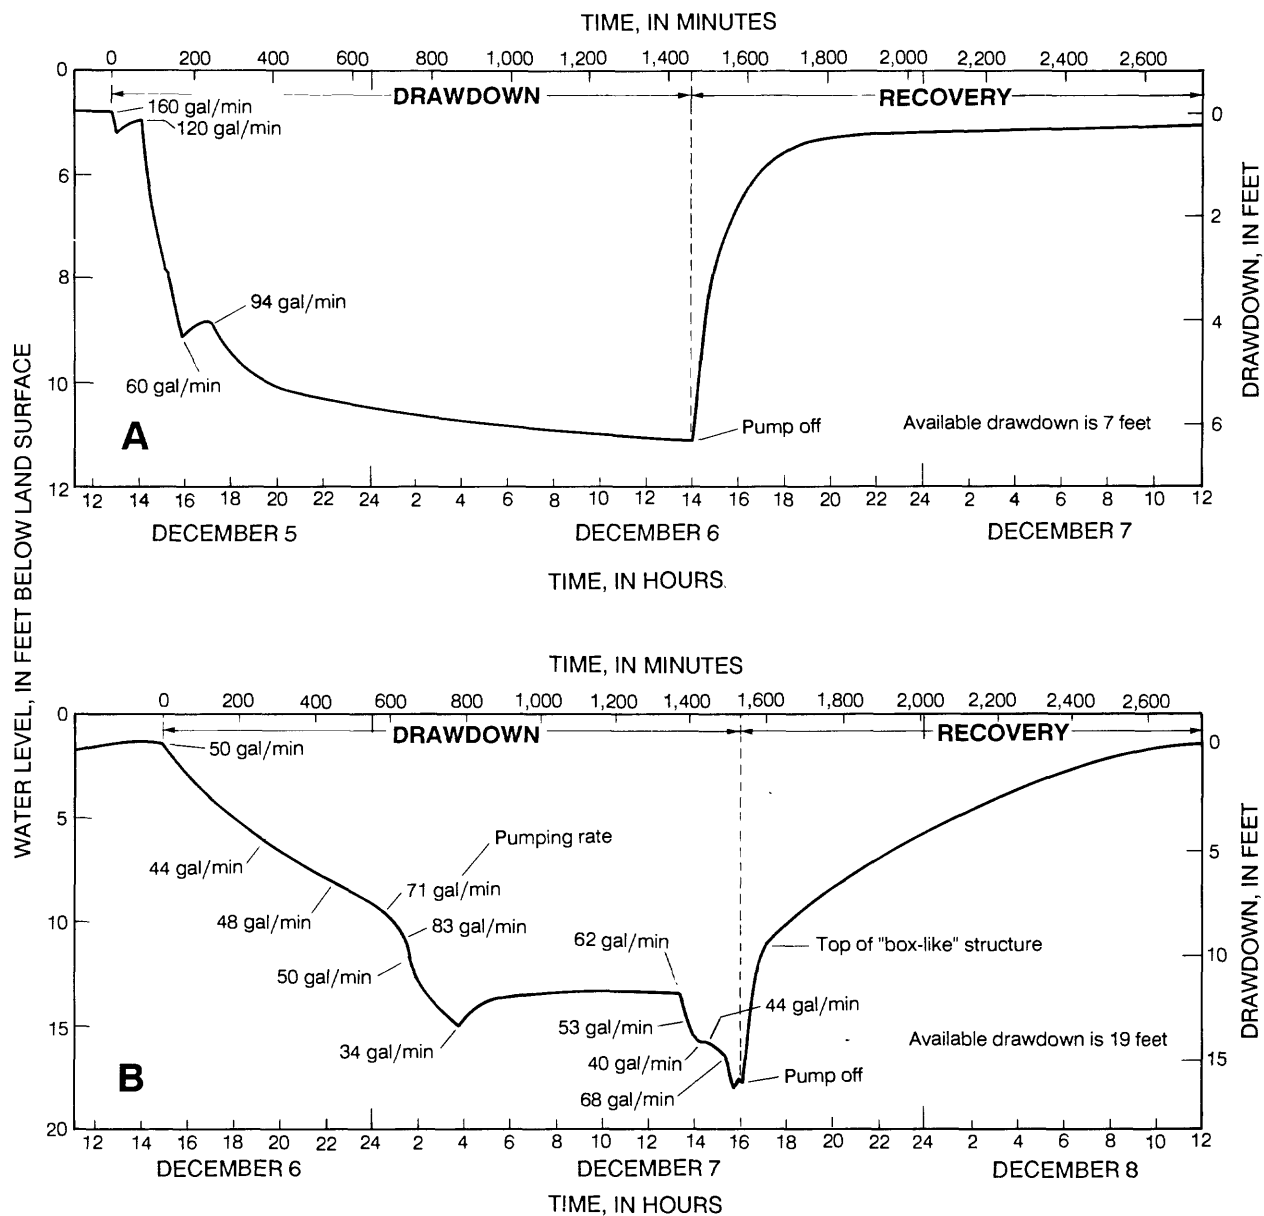 TIME, IN MINUTES
0 200 400 600 800 1,000 1,200 1,400 1,600 1,800 2,000 2,200 2,400 2,600
DRAWDOWN RECOVERY
160 gal/min
120 gal/min
94 gal/min
60 gal/min
Pump off
Available drawdown is 7 feet
A
0
6
8
10
12
0
2
4
6
12 14 16 18 20 22 24 2 4 6 8 10 12 14 16 18 20 22 24 2 4 6 8 10 12
DECEMBER 5 DECEMBER 6 DECEMBER 7
TIME, IN HOURS
WATER LEVEL, IN FEET BELOW LAND SURFACE
DRAWDOWN, IN FEET
TIME, IN MINUTES
0 200 400 600 800 1,000 1,200 1,400 1,600 1,800 2,000 2,200 2,400 2,600
DRAWDOWN RECOVERY
50 gal/min
Pumping rate
44 gal/min
71 gal/min
48 gal/min
83 gal/min
62 gal/min
Top of "box-like" structure
50 gal/min
44 gal/min
53 gal/min
Available drawdown is 19 feet
34 gal/min
40 gal/min
Pump off
68 gal/min
B
0
5
10
15
20
0
5
10
15
12 14 16 18 20 22 24 2 4 6 8 10 12 14 16 18 20 22 24 2 4 6 8 10 12
DECEMBER 6 DECEMBER 7 DECEMBER 8
TIME, IN HOURS
DRAWDOWN, IN FEET